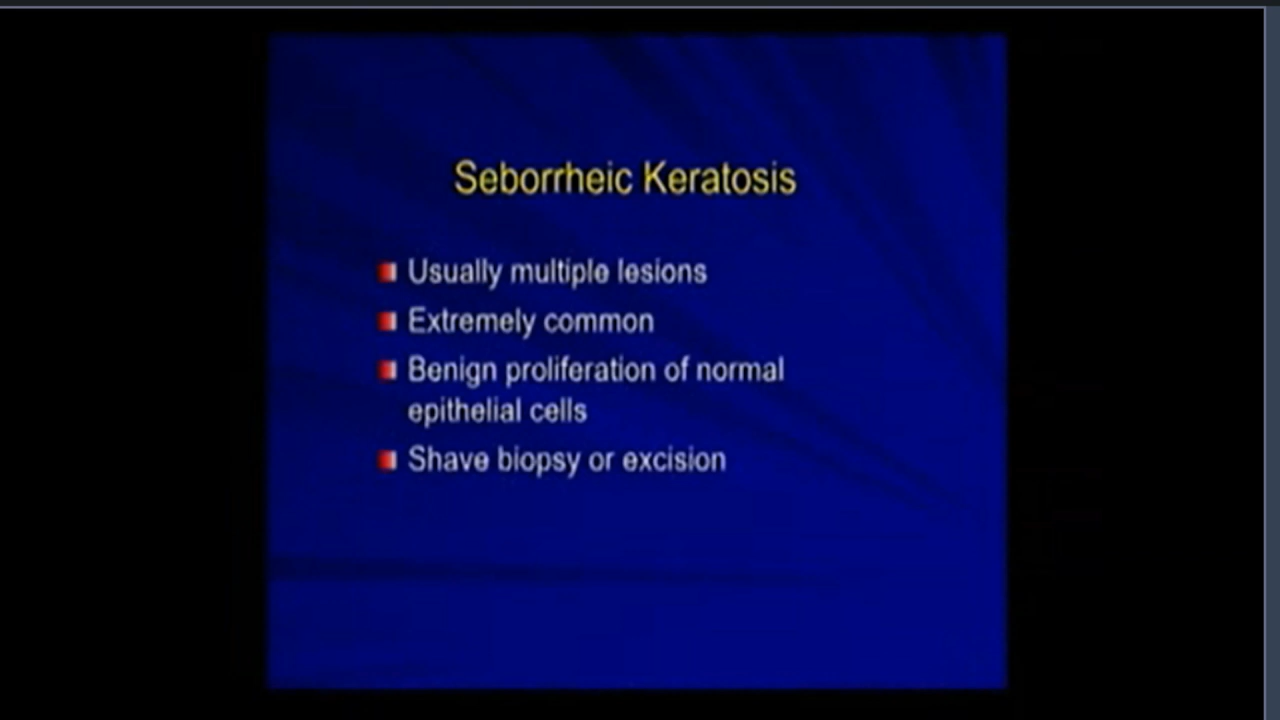 Seborrheic Keratosis
Usually multiple lesions
Extremely common
Benign proliferation of normal
epithelial cells
Shave biopsy or excision